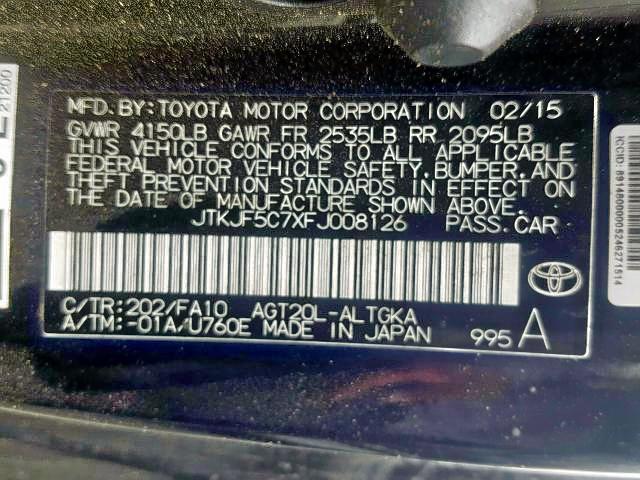 MFD. BY: TOYOTA MOTOR CORPORATION 02/15
GVWR 4150LB GAWR FR 2535LB RR 2095LB
THIS VEHICLE CONFORMS TO ALL APPLICABLE
FEDERAL MOTOR VEHICLE SAFETY, BUMPER, AND
THEFT PREVENTION STANDARDS IN EFFECT ON
THE DATE OF MANUFACTURE SHOWN ABOVE.
JTKJF5C7XFJ008126 PASS. CAR
C/TR: 202/FA10 AGT20L-ALTGKA
A/TM: -01A/U760E MADE IN JAPAN 995A
21200